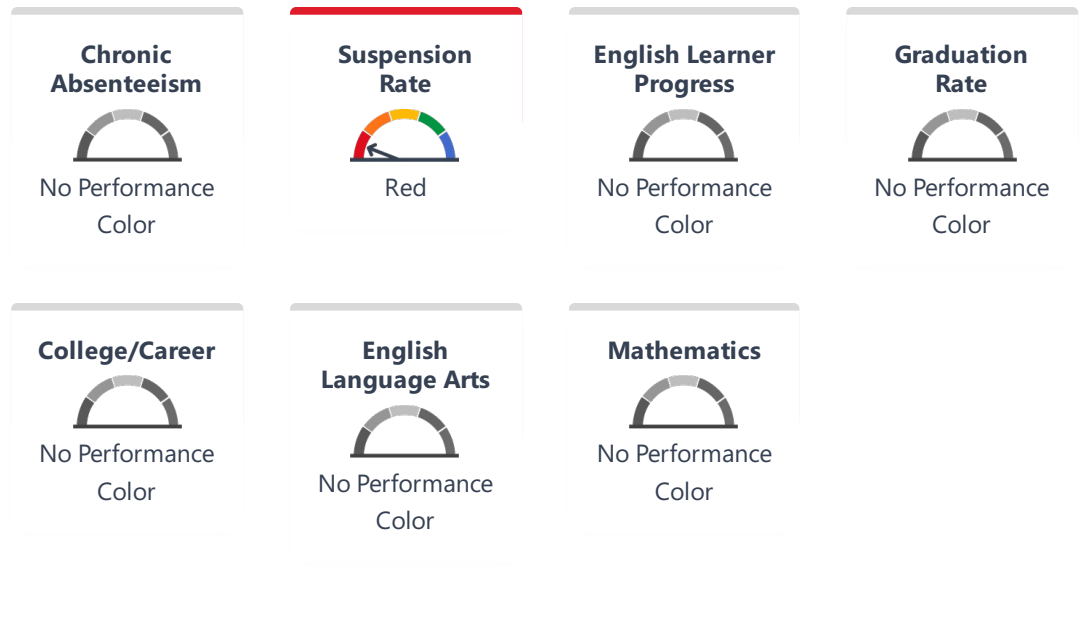 Chronic
Absenteeism
No Performance
Color
Suspension
Rate
Red
English Learner
Progress
No Performance
Color
Graduation
Rate
No Performance
Color
College/Career
No Performance
Color
English
Language Arts
No Performance
Color
Mathematics
No Performance
Color